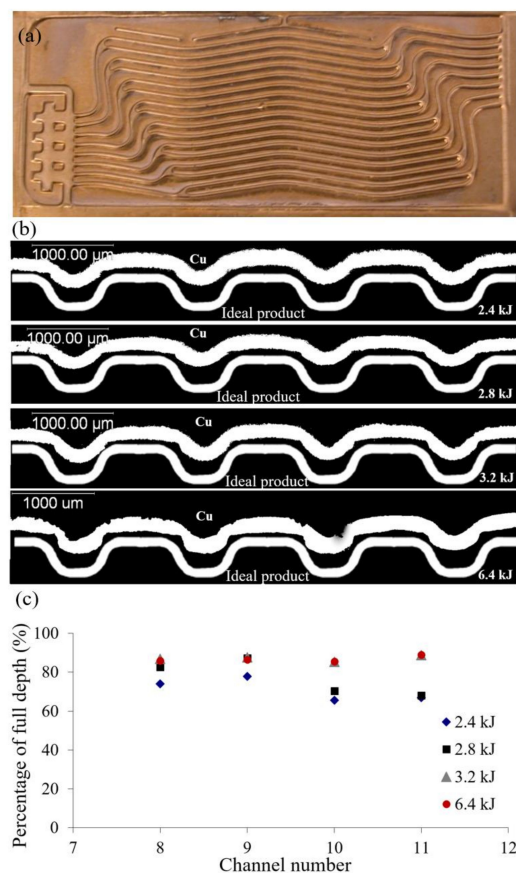 (a)
(b)
1000.00 µm
Cu
Ideal product
2.4 kJ
1000.00 µm
Cu
Ideal product
2.8 kJ
1000.00 µm
Cu
Ideal product
3.2 kJ
1000 um
Cu
Ideal product
6.4 kJ
(c)
Percentage of full depth (%)
100
80
60
40
20
0
7 8 9 10 11 12
Channel number
2.4 kJ
2.8 kJ
3.2 kJ
6.4 kJ